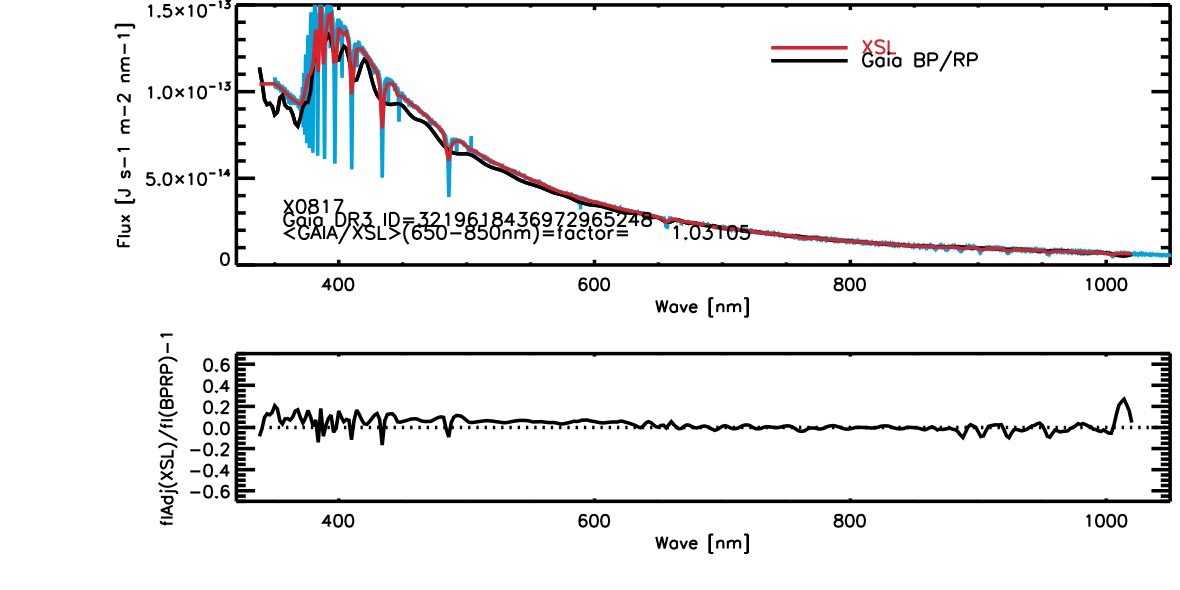 1.5×10−13
1.0×10−13
5.0×10−14
0
Flux [J s−1 m−2 nm−1]
XSL
Gaia BP/RP
X0817
Gaia DR3 ID=3219618436972965248
<GAIA/XSL>(650−850nm)=factor= 1.03105
400 600 800 1000
Wave [nm]
0.6
0.4
0.2
0.0
−0.2
−0.4
−0.6
flAdj(XSL)/fl(BPRP)−1
400 600 800 1000
Wave [nm]